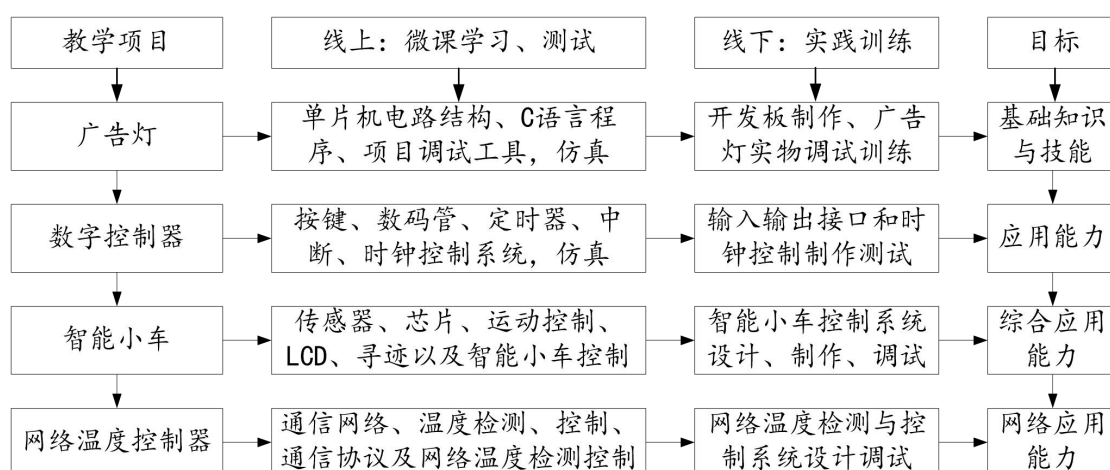 教学项目
线上：微课学习、测试
线下：实践训练
目标
广告灯
单片机电路结构、C语言程
序、项目调试工具，仿真
开发板制作、广告
灯实物调试训练
基础知识
与技能
数字控制器
按键、数码管、定时器、中
断、时钟控制系统，仿真
输入输出接口和时
钟控制制作测试
应用能力
智能小车
传感器、芯片、运动控制、
LCD、寻迹以及智能小车控制
智能小车控制系统
设计、制作、调试
综合应用
能力
网络温度控制器
通信网络、温度检测、控制、
通信协议及网络温度检测控制
网络温度检测与控
制系统设计调试
网络应用
能力